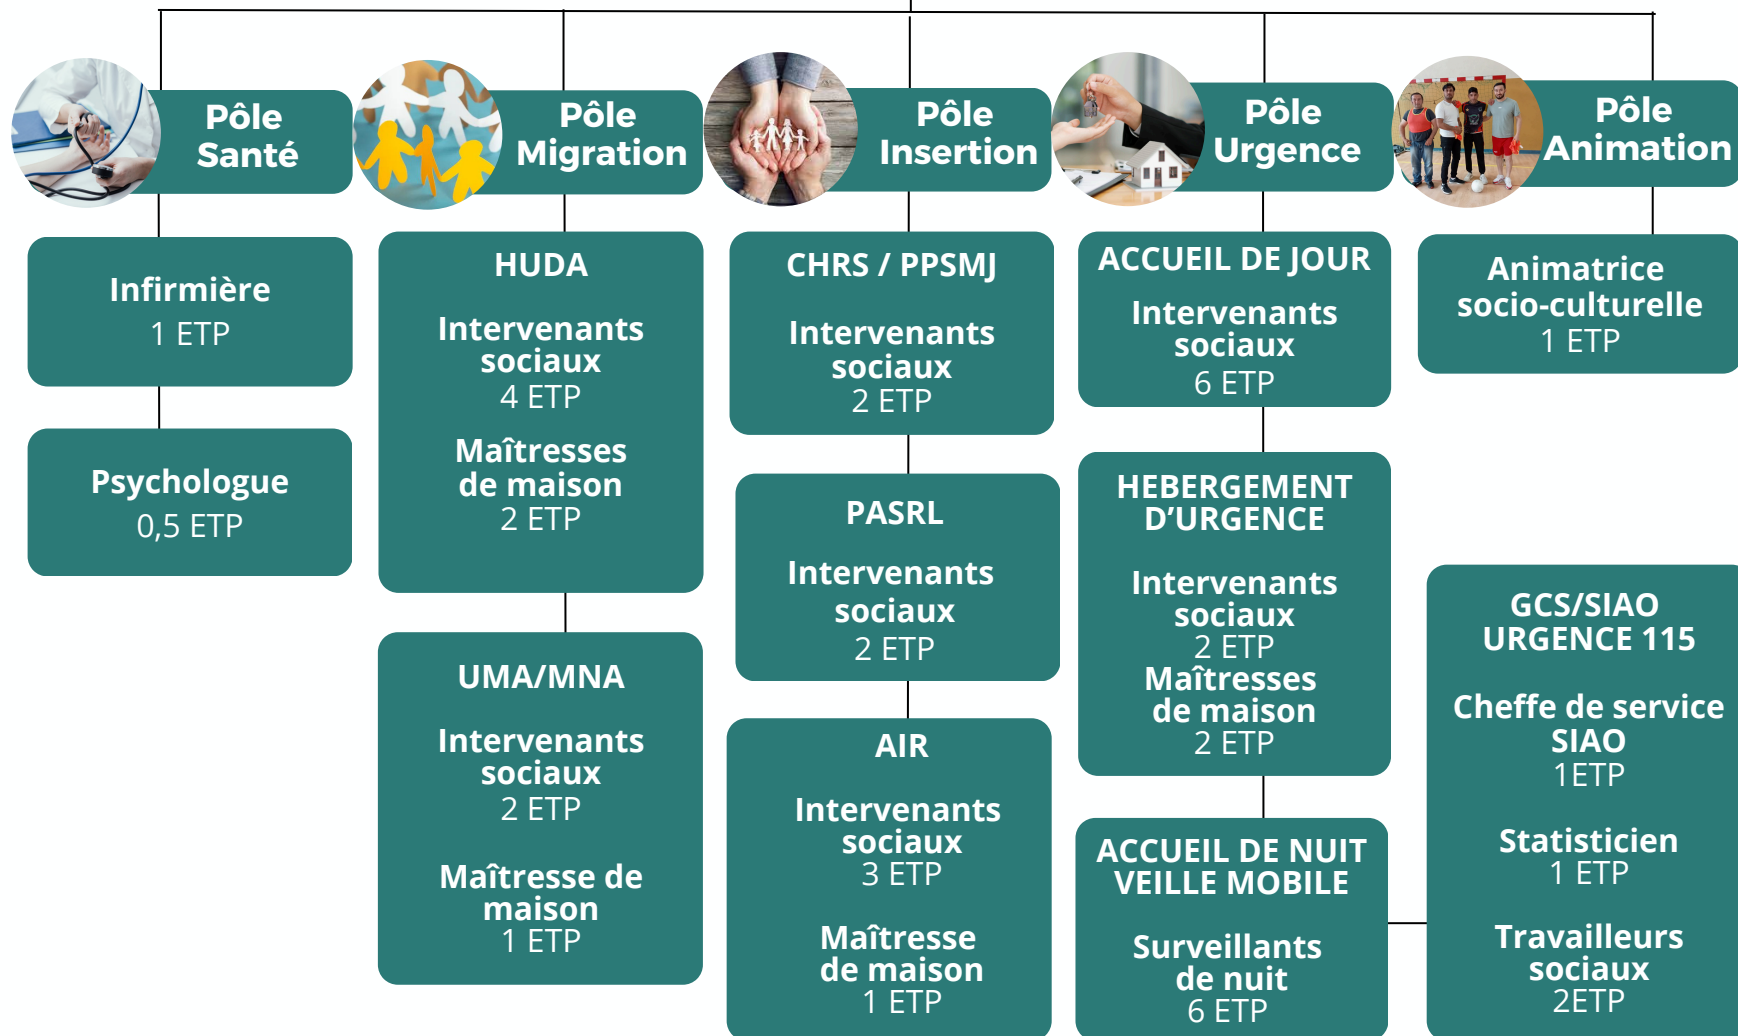 Pôle
Santé
Infirmière
1 ETP
Psychologue
0,5 ETP
Pôle
Migration
HUDA
Intervenants
sociaux
4 ETP
Maîtresses
de maison
2 ETP
UMA/MNA
Intervenants
sociaux
2 ETP
Maîtresse de
maison
1 ETP
Pôle
Insertion
CHRS / PPSMJ
Intervenants
sociaux
2 ETP
PASRL
Intervenants
sociaux
2 ETP
AIR
Intervenants
sociaux
3 ETP
Maîtresse
de maison
1 ETP
Pôle
Urgence
ACCUEIL DE JOUR
Intervenants
sociaux
6 ETP
HEBERGEMENT
D’URGENCE
Intervenants
sociaux
2 ETP
Maîtresses
de maison
2 ETP
ACCUEIL DE NUIT
VEILLE MOBILE
Surveillants
de nuit
6 ETP
Pôle
Animation
Animatrice
socio-culturelle
1 ETP
GCS/SIAO
URGENCE 115
Cheffe de service
SIAO
1ETP
Statisticien
1 ETP
Travailleurs
sociaux
2ETP